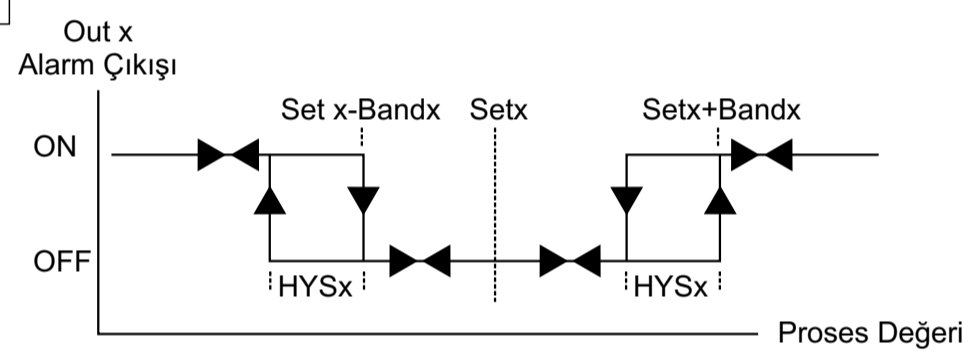 Out x
Alarm Çıkışı
Set x-Bandx Setx Setx+Bandx
ON
OFF
HYSx HYSx
Proses Değeri